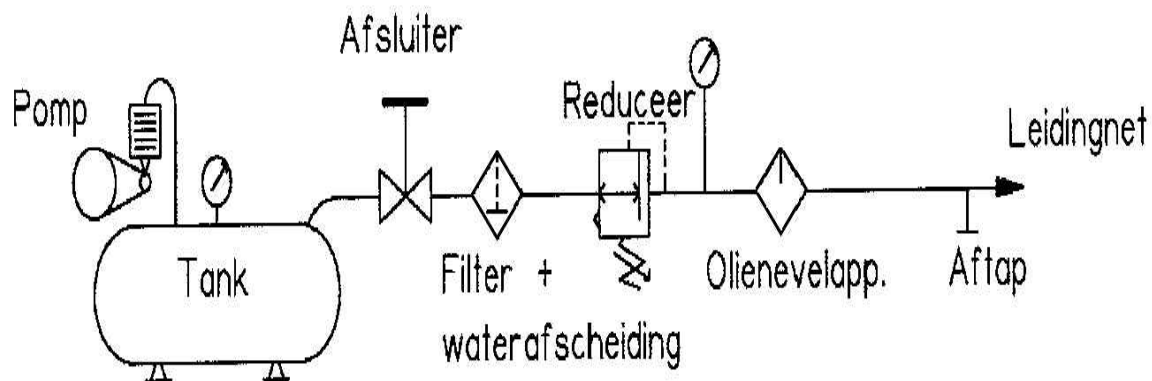 Afsluiter
Pomp
Reduceer
Leidingnet
Tank
Filter +
waterafscheiding
Olienevelapp.
Aftap